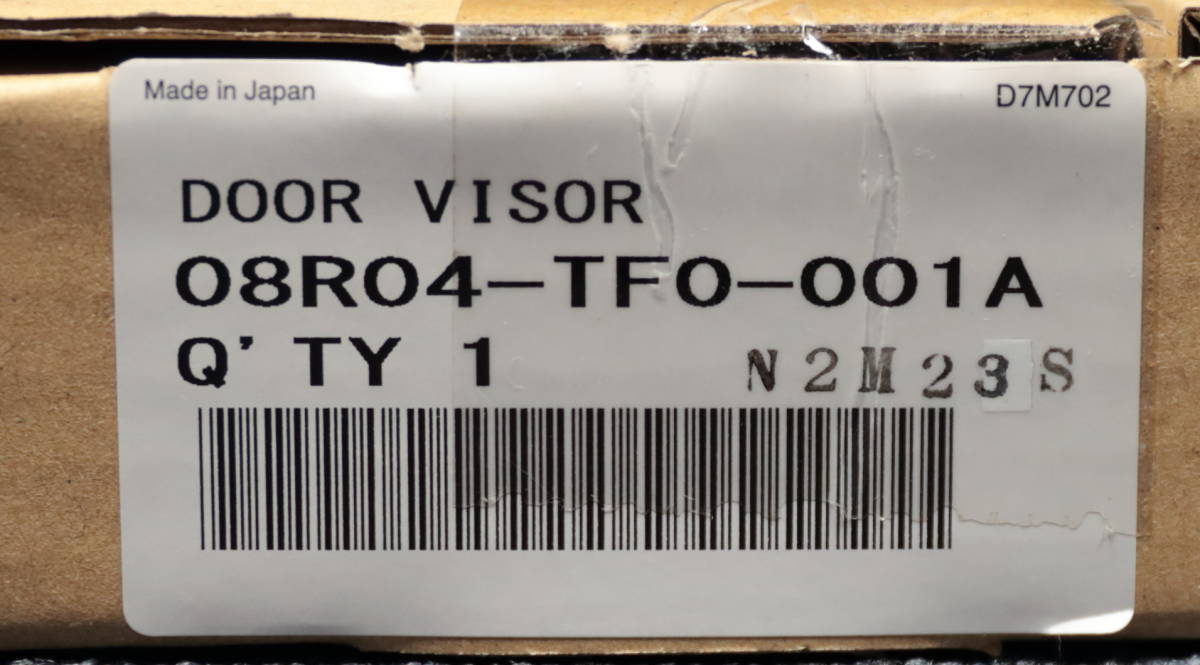 Made in Japan
D7M702
DOOR VISOR
08R04-TF0-001A
Q'TY 1
N2M23S